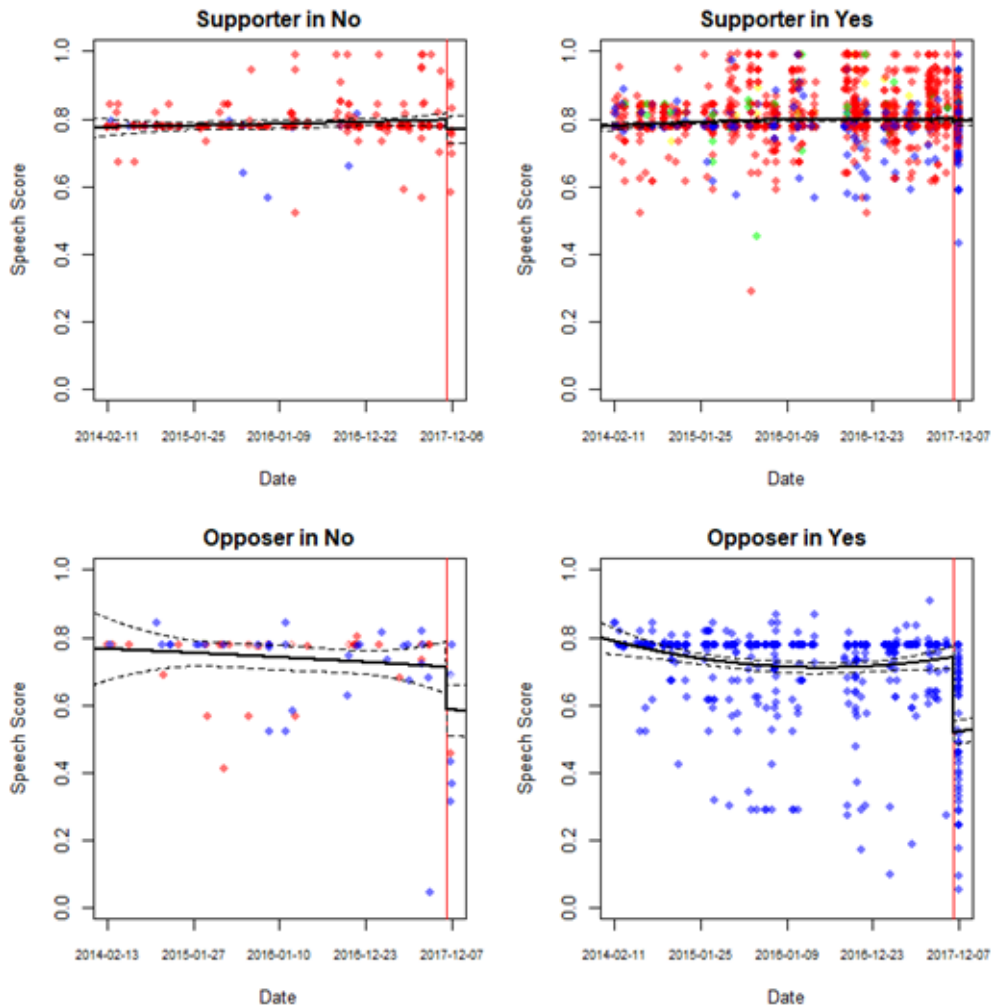 Supporter in No
Supporter in Yes
Speech Score
0.0 0.2 0.4 0.6 0.8 1.0
2014-02-11 2015-01-25 2016-01-09 2016-12-22 2017-12-06
Date
Speech Score
0.0 0.2 0.4 0.6 0.8 1.0
2014-02-11 2015-01-25 2016-01-09 2016-12-23 2017-12-07
Date
Opposer in No
Opposer in Yes
Speech Score
0.0 0.2 0.4 0.6 0.8 1.0
2014-02-13 2015-01-27 2016-01-10 2016-12-23 2017-12-07
Date
Speech Score
0.0 0.2 0.4 0.6 0.8 1.0
2014-02-11 2015-01-25 2016-01-09 2016-12-23 2017-12-07
Date